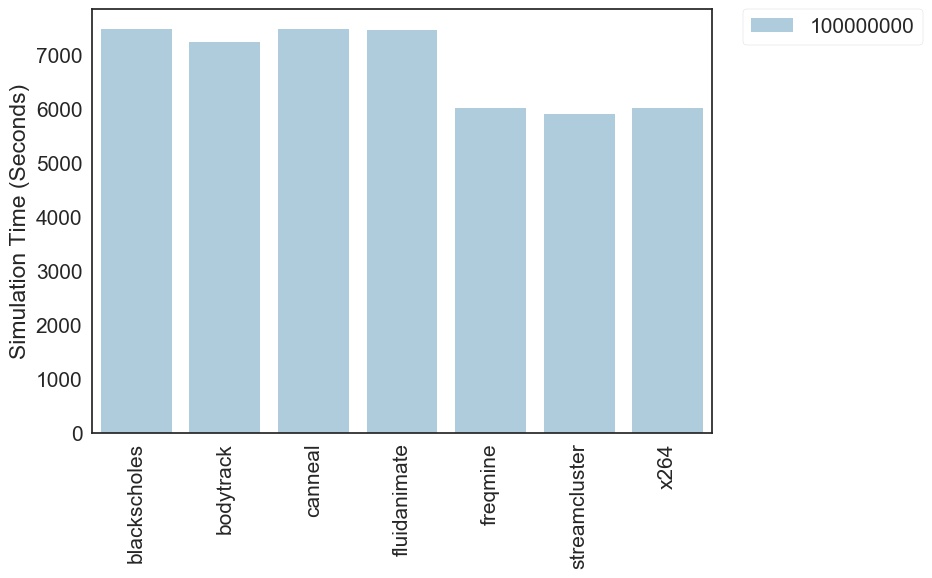 100000000
Simulation Time (Seconds)
7000
6000
5000
4000
3000
2000
1000
0
blackscholes
bodytrack
canneal
fluidanimate
freqmine
streamcluster
x264